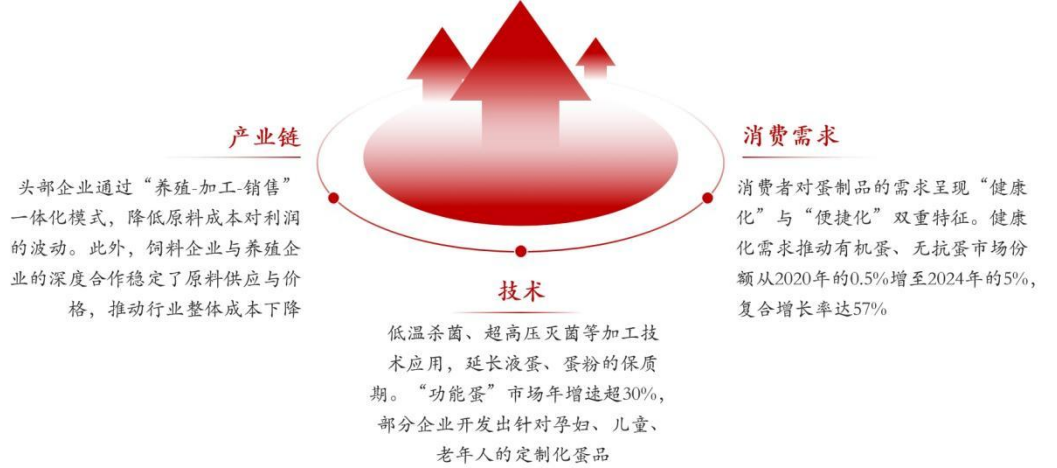 产业链
头部企业通过“养殖-加工-销售”
一体化模式，降低原料成本对利润
的波动。此外，饲料企业与养殖企
业的深度合作稳定了原料供应与价
格，推动行业整体成本下降
技术
低温杀菌、超高压灭菌等加工技
术应用，延长液蛋、蛋粉的保质
期。“功能蛋”市场年增速超30%，
部分企业开发出针对孕妇、儿童、
老年人的定制化蛋品
消费需求
消费者对蛋制品的需求呈现“健康
化”与“便捷化”双重特征。健康
化需求推动有机蛋、无抗蛋市场份
额从2020年的0.5%增至2024年的5%，
复合增长率达57%